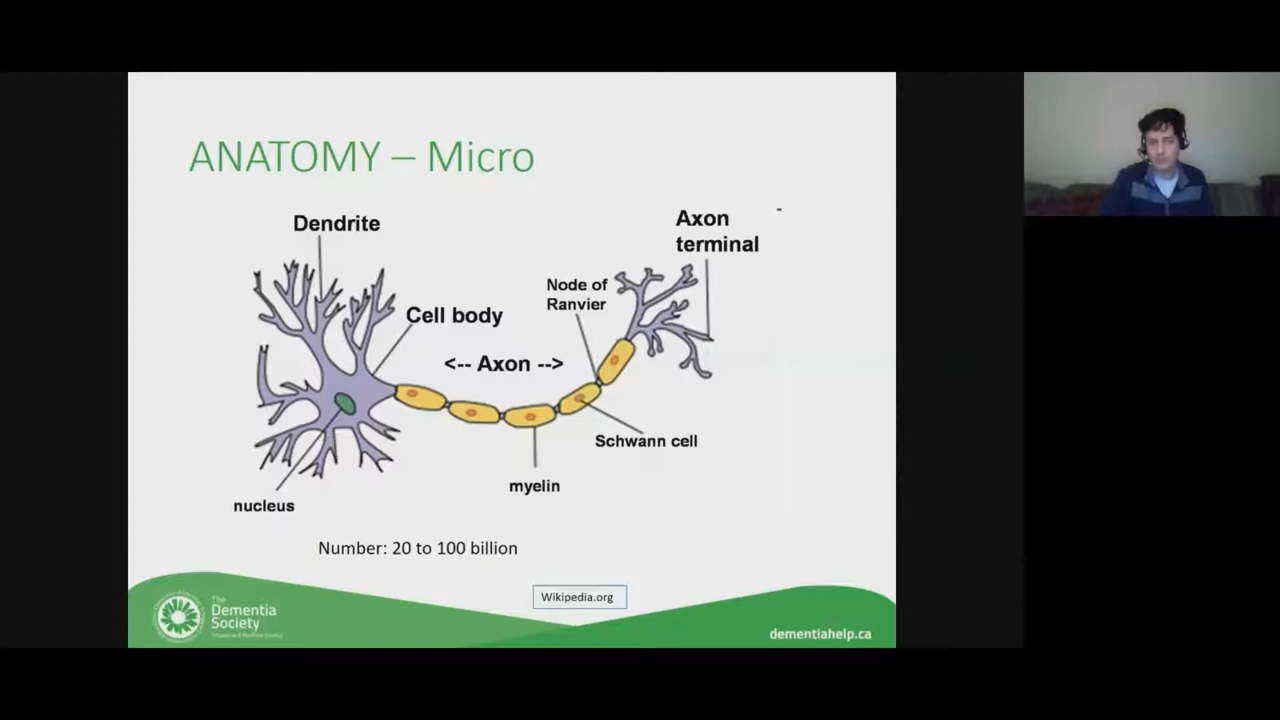 ANATOMY – Micro
Dendrite
Axon
terminal
Node of
Ranvier
Cell body
<-- Axon -->
Schwann cell
myelin
nucleus
Number: 20 to 100 billion
Wikipedia.org
The
Dementia
Society
dementiahelp.ca